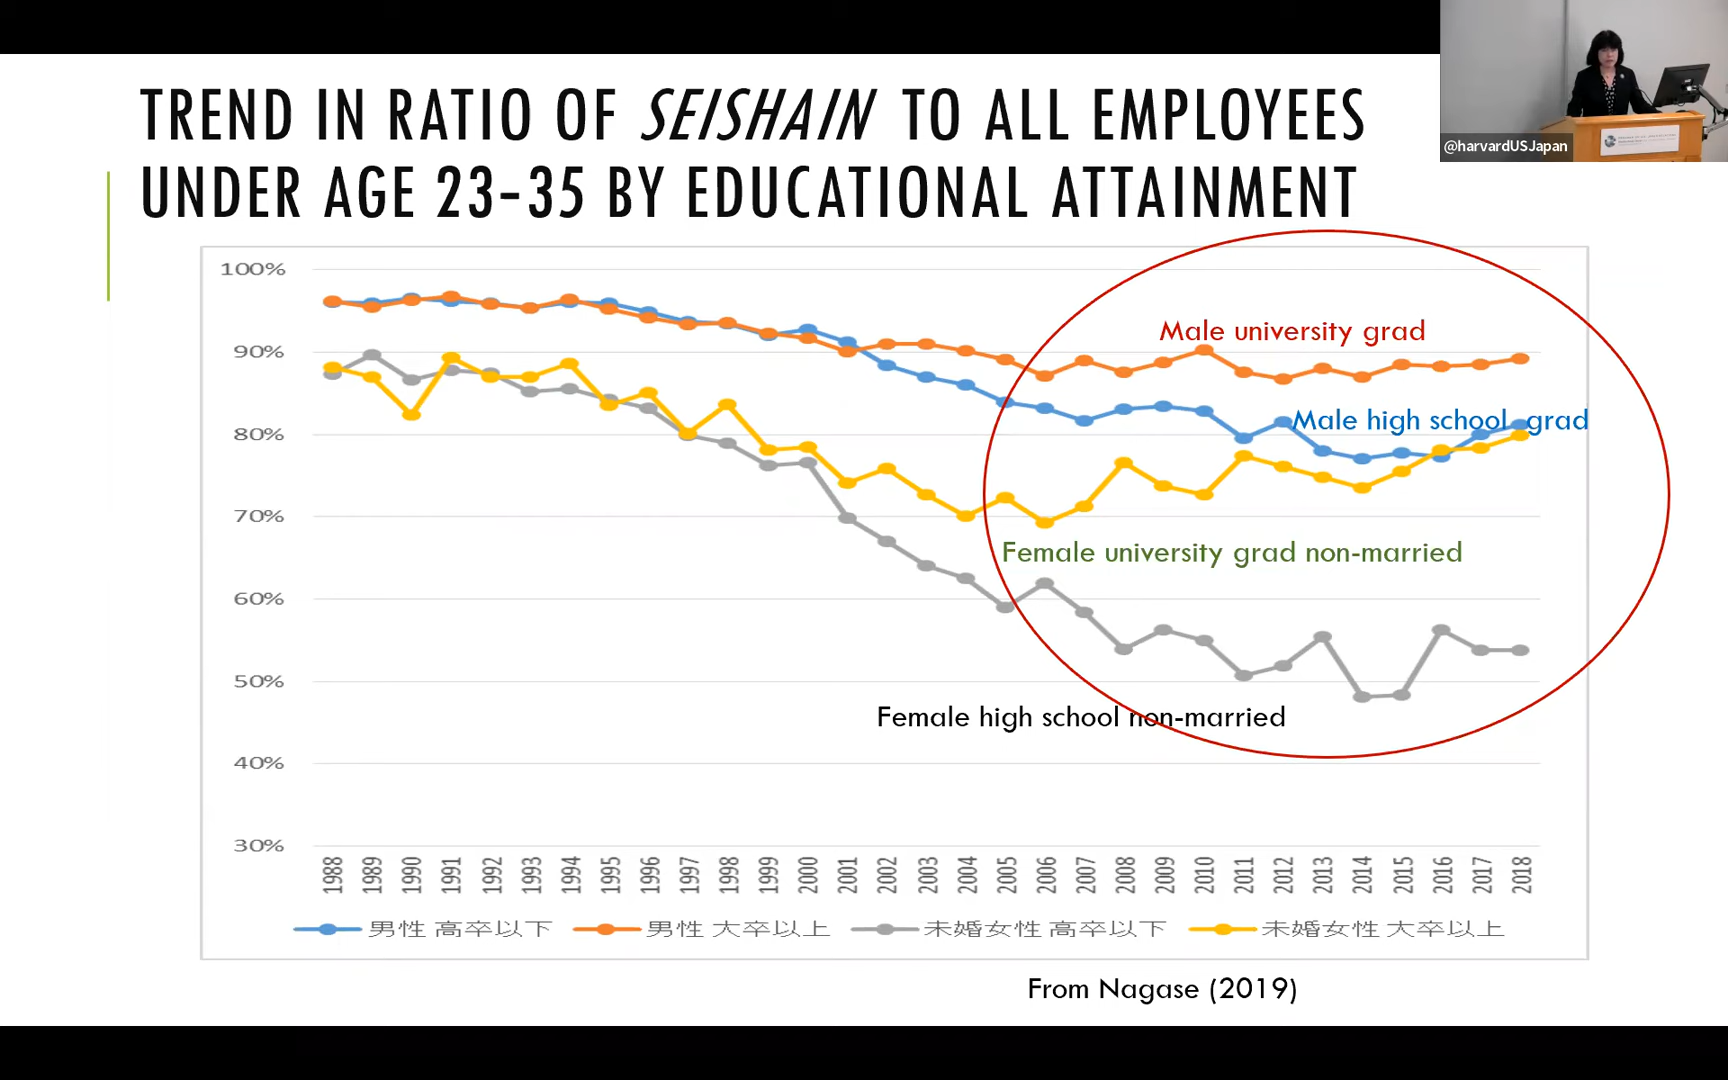 TREND IN RATIO OF SEISHAIN TO ALL EMPLOYEES
UNDER AGE 23-35 BY EDUCATIONAL ATTAINMENT
@harvardUSJapan
100%
90%
80%
70%
60%
50%
40%
30%
Male university grad
Male high school grad
Female university grad non-married
Female high school non-married
1988 1989 1990 1991 1992 1993 1994 1995 1996 1997 1998 1999 2000 2001 2002 2003 2004 2005 2006 2007 2008 2009 2010 2011 2012 2013 2014 2015 2016 2017 2018
男性 高卒以下 男性 大卒以上 未婚女性 高卒以下 未婚女性 大卒以上
From Nagase (2019)